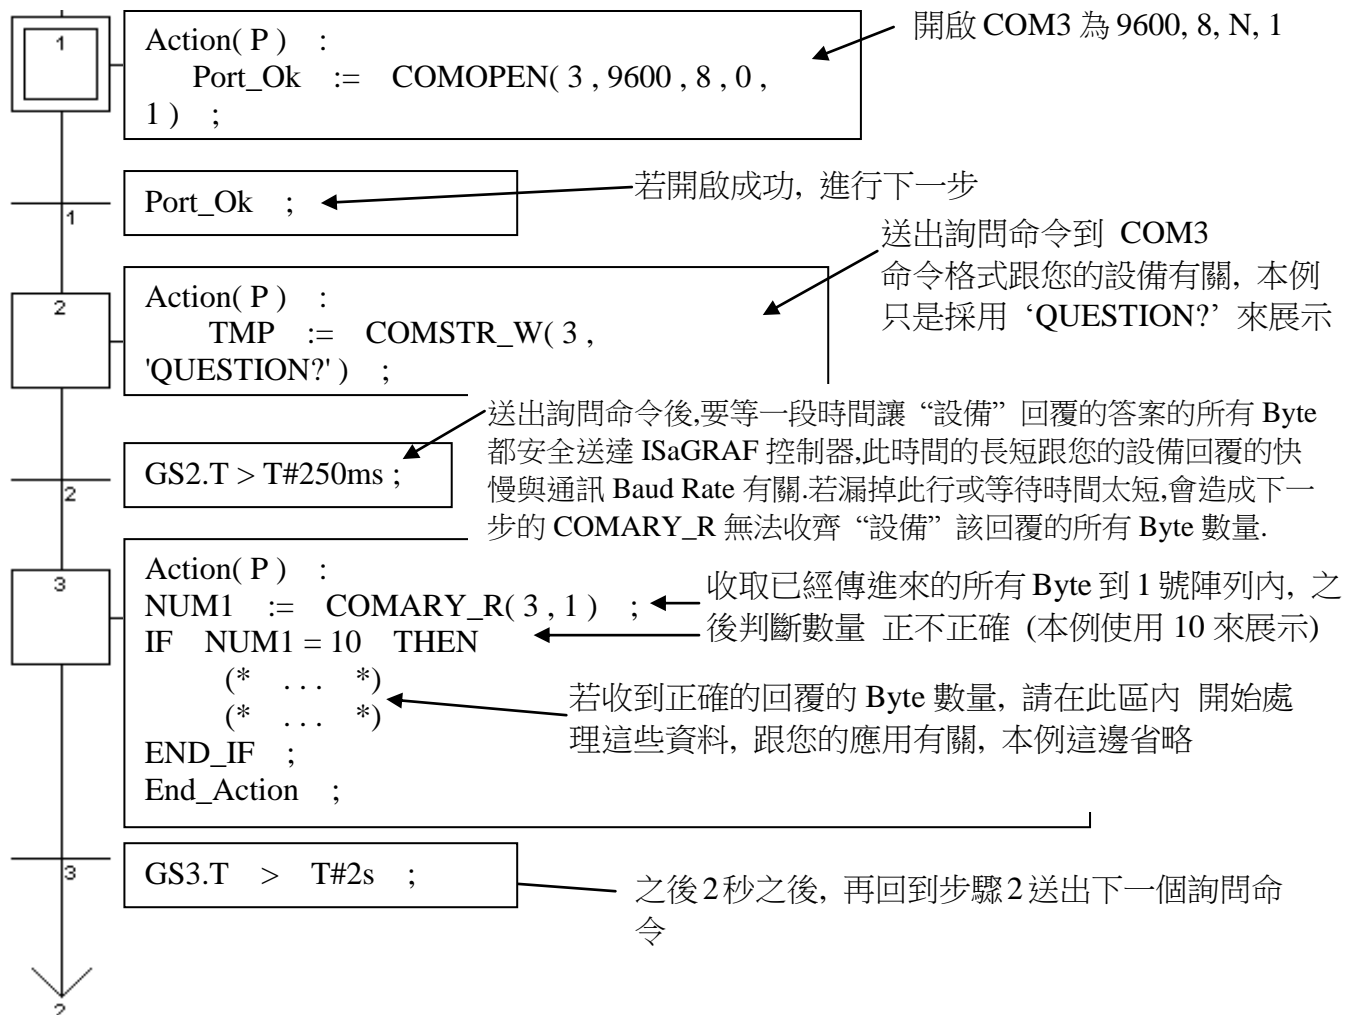 1
Action( P ) :
Port_Ok := COMOPEN( 3 , 9600 , 8 , 0 ,
1 ) ;
開啟 COM3 為 9600, 8, N, 1
1
Port_Ok ;
若開啟成功, 進行下一步
2
Action( P ) :
TMP := COMSTR_W( 3 ,
'QUESTION?' ) ;
送出詢問命令到 COM3
命令格式跟您的設備有關, 本例
只是採用 ‘QUESTION?’ 來展示
2
GS2.T > T#250ms ;
送出詢問命令後,要等一段時間讓 “設備” 回覆的答案的所有 Byte
都安全送達 ISaGRAF 控制器,此時間的長短跟您的設備回覆的快
慢與通訊 Baud Rate 有關.若漏掉此行或等待時間太短,會造成下一
步的 COMARY_R 無法收齊 “設備” 該回覆的所有 Byte 數量.
3
Action( P ) :
NUM1 := COMARY_R( 3 , 1 ) ;
IF NUM1 = 10 THEN
(* ... *)
(* ... *)
END_IF ;
End_Action ;
收取已經傳進來的所有 Byte 到 1 號陣列內, 之
後判斷數量 正不正確 (本例使用 10 來展示)
若收到正確的回覆的 Byte 數量, 請在此區內 開始處
理這些資料, 跟您的應用有關, 本例這邊省略
3
GS3.T > T#2s ;
之後 2 秒之後, 再回到步驟 2 送出下一個詢問命
令
2